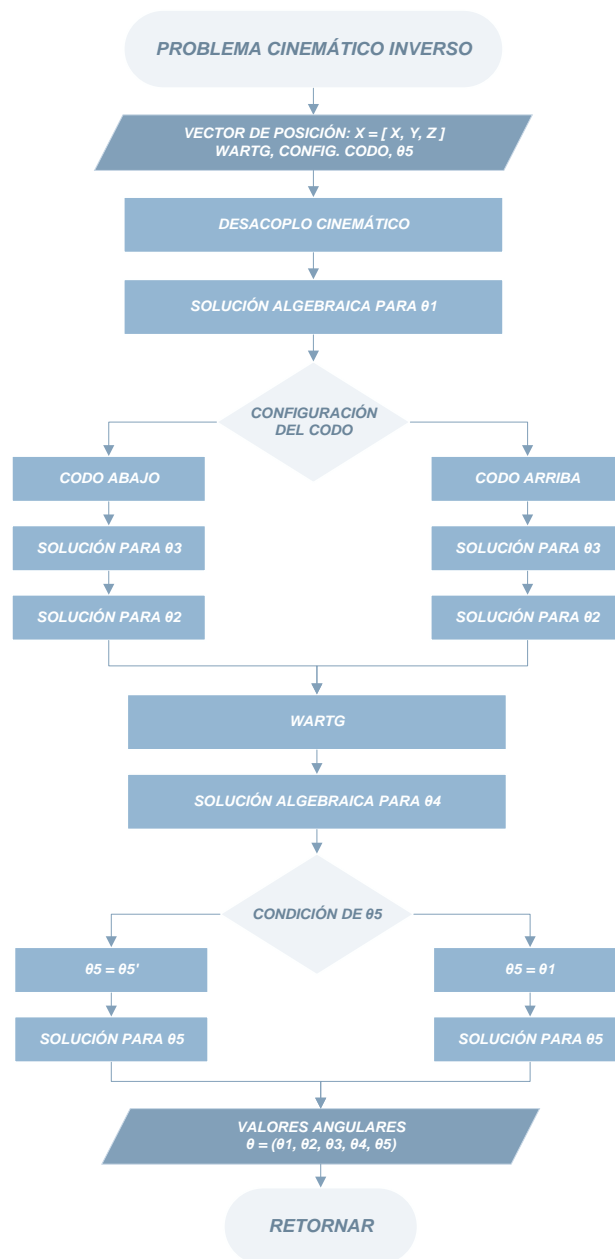 PROBLEMA CINEMÁTICO INVERSO
VECTOR DE POSICIÓN: X = [ X, Y, Z ]
WARTG, CONFIG. CODO, θ5
DESACOPLO CINEMÁTICO
SOLUCIÓN ALGEBRAICA PARA θ1
CONFIGURACIÓN
DEL CODO
CODO ABAJO
CODO ARRIBA
SOLUCIÓN PARA θ3
SOLUCIÓN PARA θ3
SOLUCIÓN PARA θ2
SOLUCIÓN PARA θ2
WARTG
SOLUCIÓN ALGEBRAICA PARA θ4
CONDICIÓN DE θ5
θ5 = θ5’
θ5 = θ1
SOLUCIÓN PARA θ5
SOLUCIÓN PARA θ5
VALORES ANGULARES
θ = (θ1, θ2, θ3, θ4, θ5)
RETORNAR